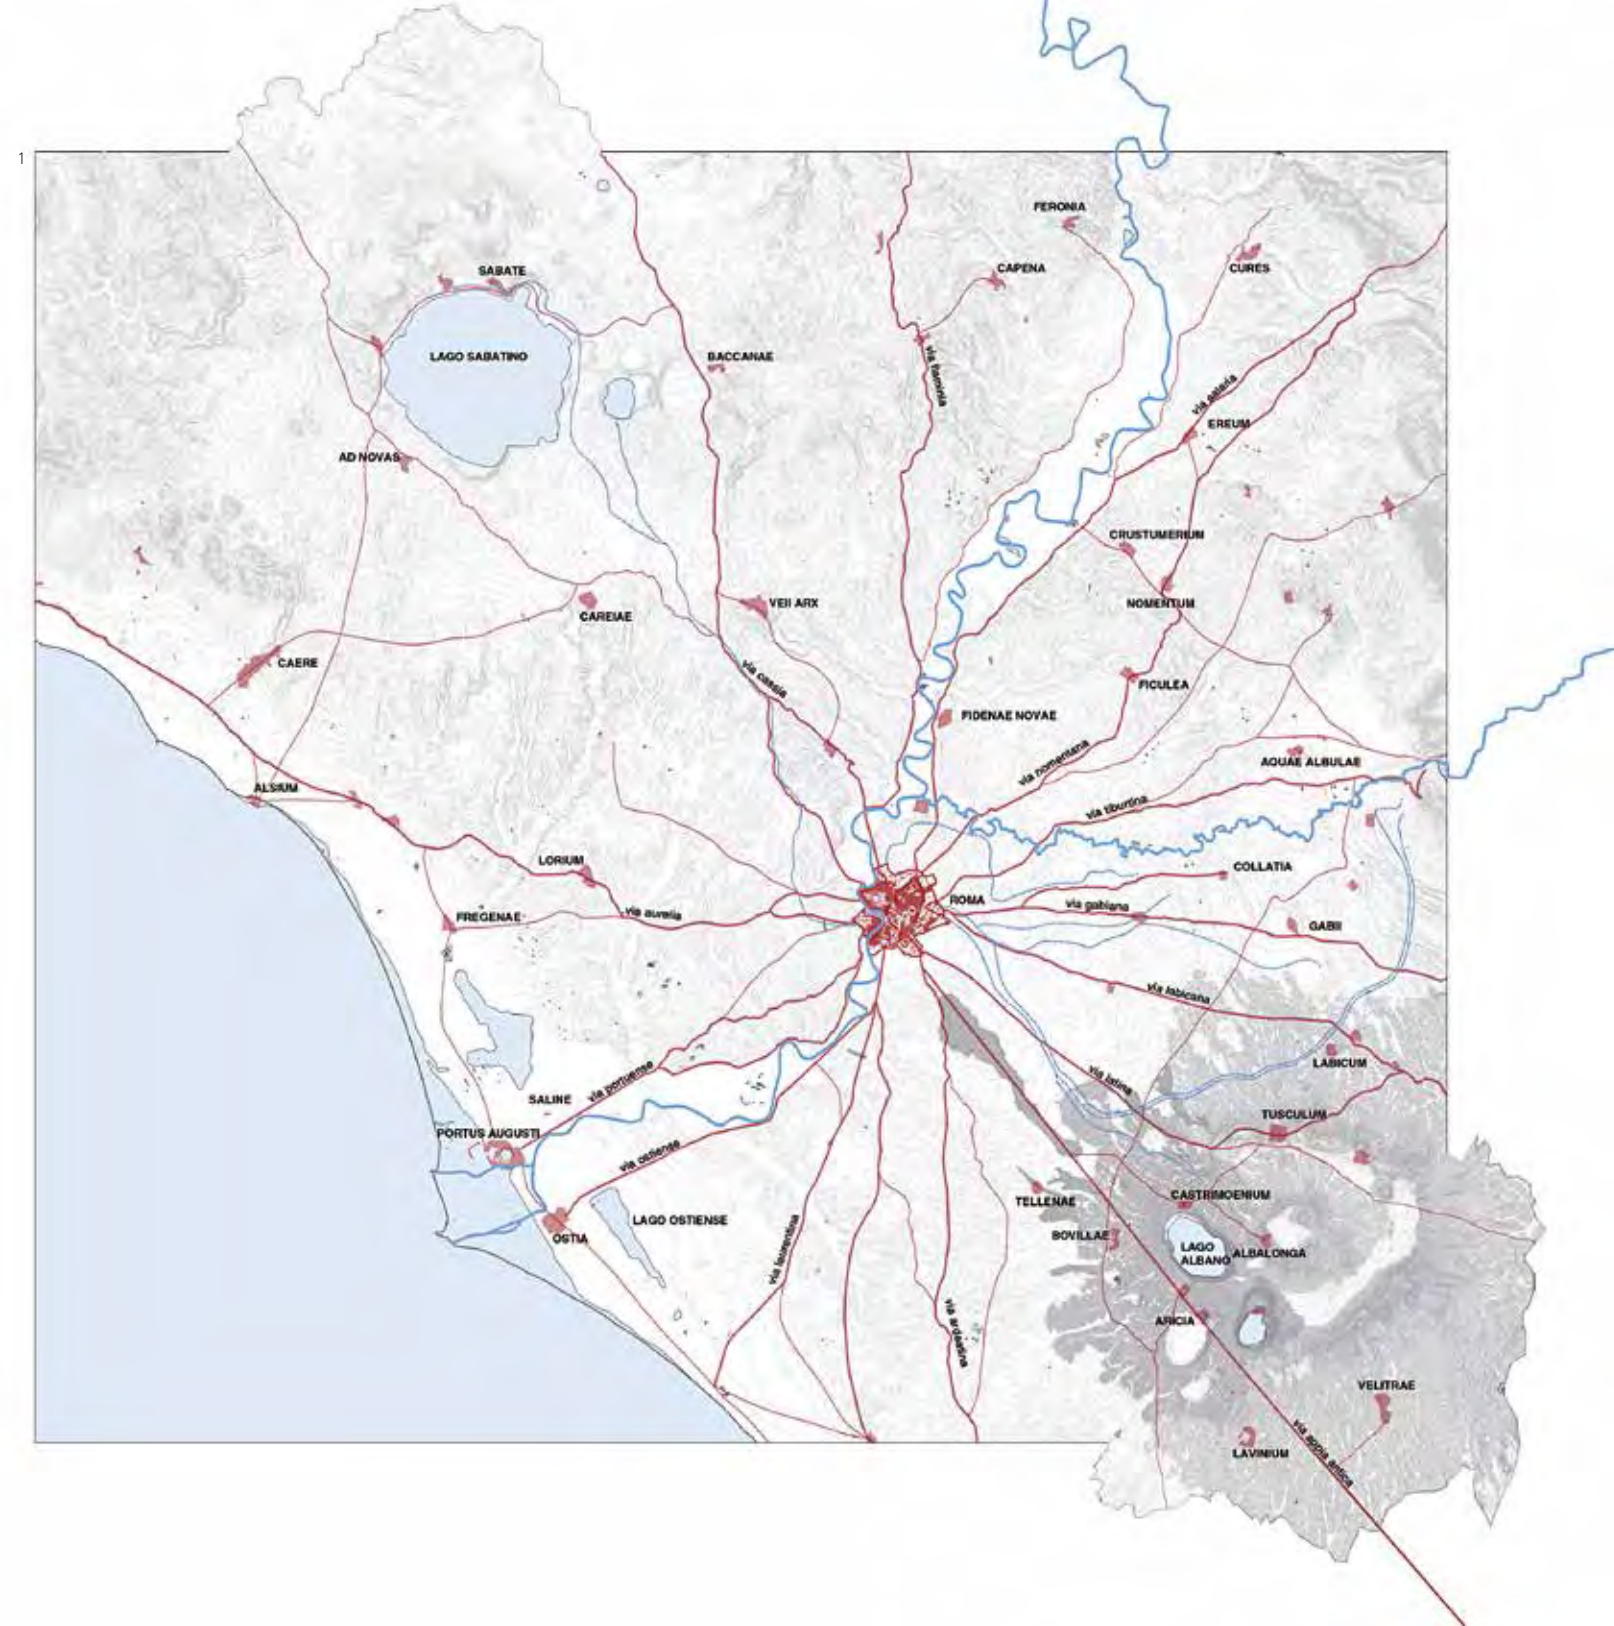 1
FERONIA
CAPENA
CURES
SABATE
LAGO SABATINO
BACCANAE
via flaminia
via salaria
EREUM
AD NOVAS
CRUSTUMERIUM
NOMENTUM
CAREIAE
VEII ARX
CAERE
via cassia
FICULEA
FIDENAE NOVAE
via nomentana
AQUAE ALBULAE
ALSIUM
via tiburtina
LORIUM
COLLATIA
ROMA
via gabiana
FREGENAE
via aurelia
GABII
via labicana
LABICUM
via latina
via portuense
SALINE
TUSCULUM
PORTUS AUGUSTI
via ostiense
TELLENAE
CASTRIMOENIUM
LAGO OSTIENSE
OSTIA
BOVILLAE
LAGO
ALBANO
ALBALONGA
via laurentina
via ardeatina
ARICIA
VELITRAE
LAVINIUM
via appia antica